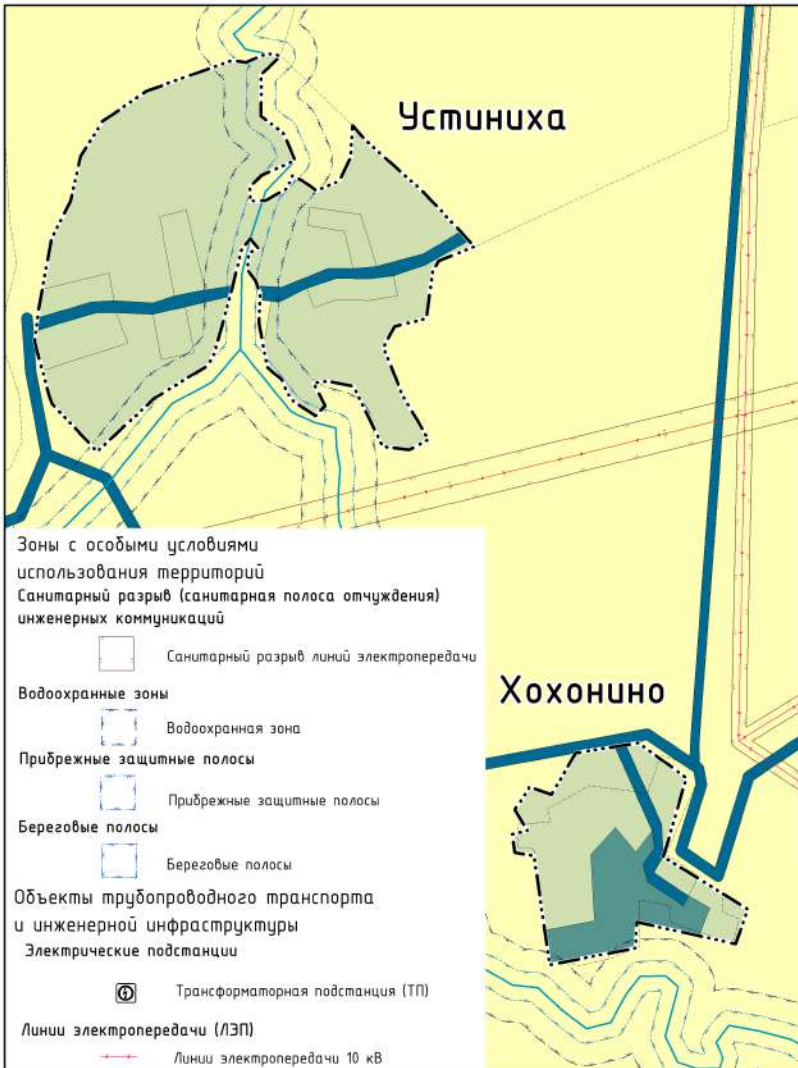 Устиниха
Зоны с особыми условиями
использования территорий
Санитарный разрыв (санитарная полоса отчуждения)
инженерных коммуникаций
Санитарный разрыв линий электропередачи
Хохонино
Водоохранные зоны
Водоохранная зона
Прибрежные защитные полосы
Прибрежные защитные полосы
Береговые полосы
Береговые полосы
Объекты трубопроводного транспорта
и инженерной инфраструктуры
Электрические подстанции
Трансформаторная подстанция (ТП)
Линии электропередачи (ЛЭП)
Линии электропередачи 10 кВ